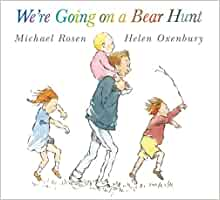 We're Going on a Bear Hunt
Michael Rosen Helen Oxenbury